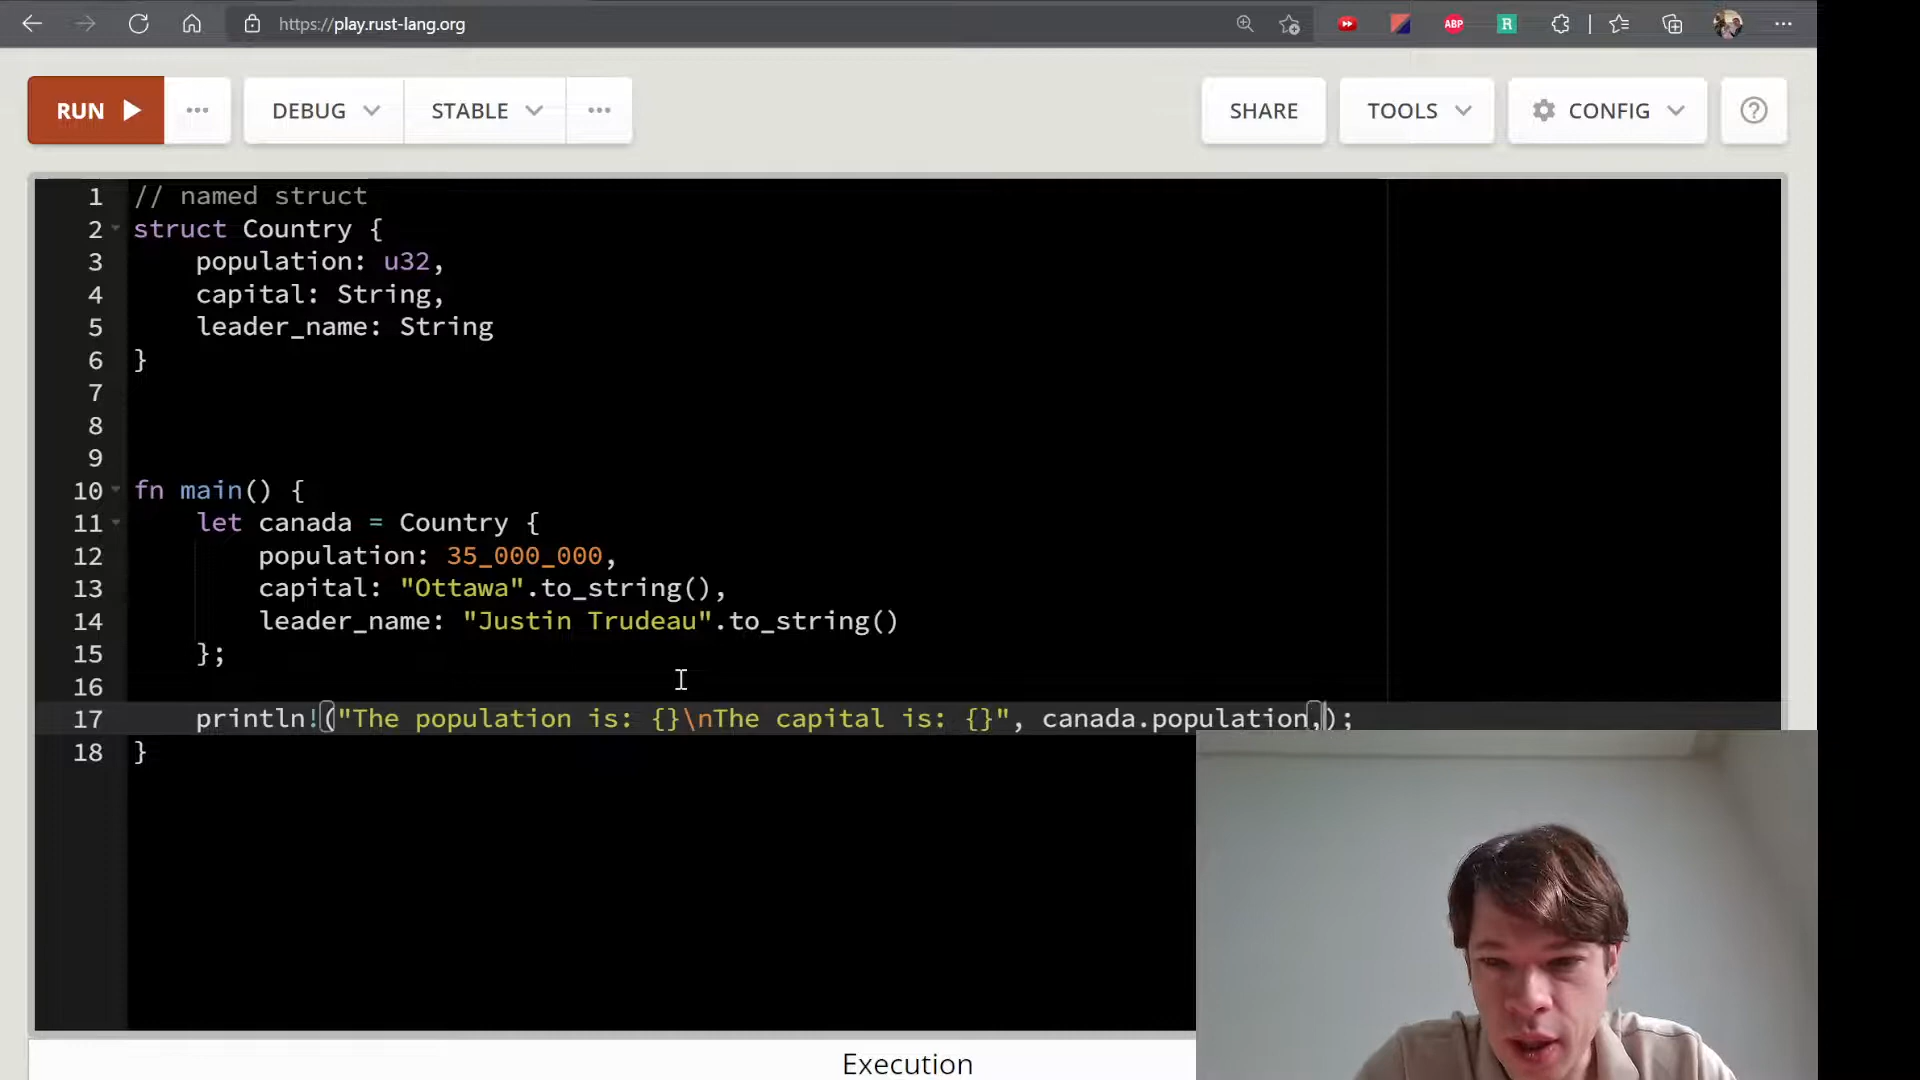 https://play.rust-lang.org
ABP
R
RUN
DEBUG
STABLE
SHARE
TOOLS
CONFIG
1 // named struct
2 struct Country {
3     population: u32,
4     capital: String,
5     leader_name: String
6 }
7
8
9
10 fn main() {
11     let canada = Country {
12         population: 35_000_000,
13         capital: "Ottawa".to_string(),
14         leader_name: "Justin Trudeau".to_string()
15     };
16
17     println!("The population is: {}\nThe capital is: {}", canada.population,);
18 }
Execution